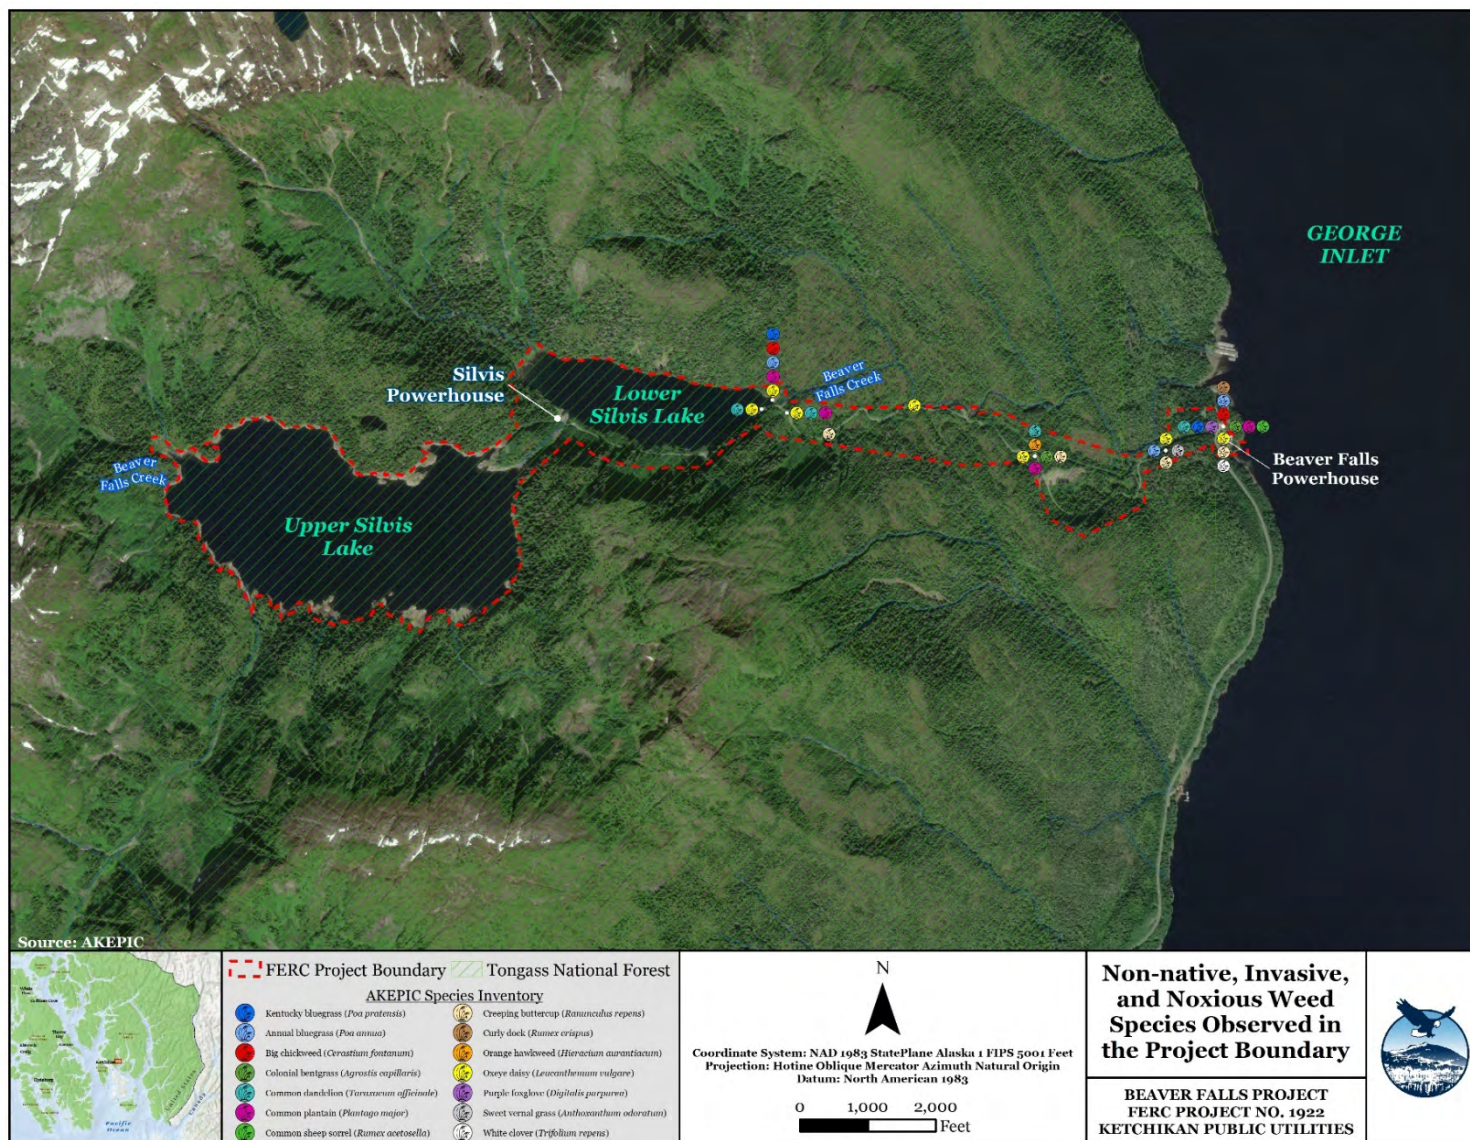 GEORGE
INLET
Silvis
Powerhouse
Lower
Silvis Lake
Beaver
Falls Creek
Beaver
Falls Creek
Upper Silvis
Lake
Beaver Falls
Powerhouse
Source: AKEPIC
FERC Project Boundary
Tongass National Forest
AKEPIC Species Inventory
Kentucky bluegrass (Poa pratensis)
Annual bluegrass (Poa annua)
Big chickweed (Cerastium fontanum)
Colonial bentgrass (Agrostis capillaris)
Common dandelion (Taraxacum officinale)
Common plantain (Plantago major)
Common sheep sorrel (Rumex acetosella)
Creeping buttercup (Ranunculus repens)
Curly dock (Rumex crispus)
Orange hawkweed (Hieracium aurantiacum)
Oxeye daisy (Leucanthemum vulgare)
Purple foxglove (Digitalis purpurea)
Sweet vernal grass (Anthoxanthum odoratum)
White clover (Trifolium repens)
Pacific
Ocean
N
Coordinate System: NAD 1983 StatePlane Alaska 1 FIPS 5001 Feet
Projection: Hotine Oblique Mercator Azimuth Natural Origin
Datum: North American 1983
0 1,000 2,000
Feet
Non-native, Invasive,
and Noxious Weed
Species Observed in
the Project Boundary
BEAVER FALLS PROJECT
FERC PROJECT NO. 1922
KETCHIKAN PUBLIC UTILITIES